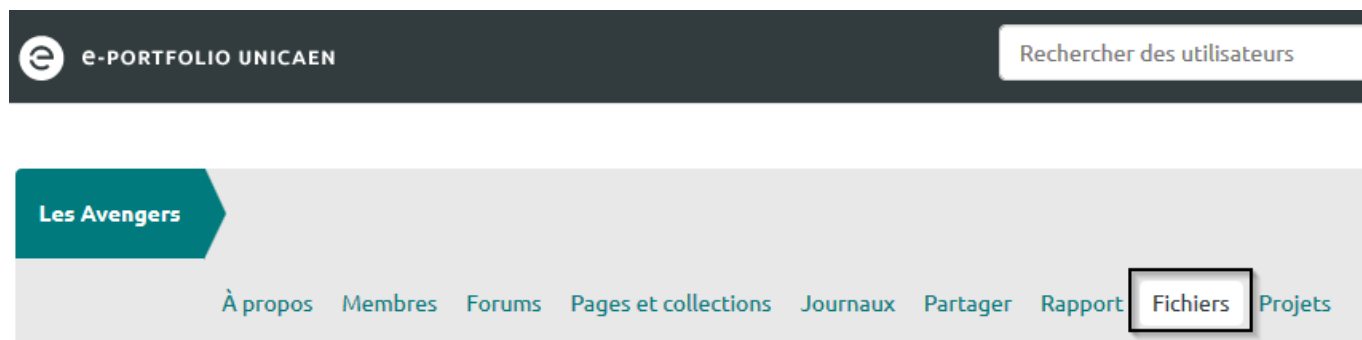 e-PORTFOLIO UNICAEN
Rechercher des utilisateurs
Les Avengers
À propos Membres Forums Pages et collections Journaux Partager Rapport Fichiers Projets